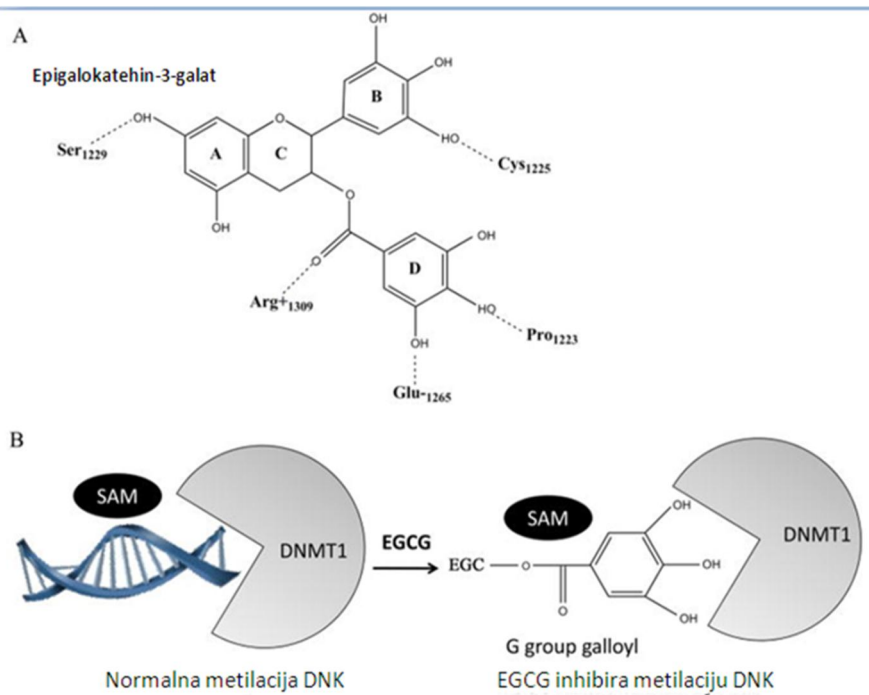 A
Epigalokatehin-3-galat
OH
OH
B
HO
Cys1225
OH
Ser1229
O
A
C
OH
O
O
Arg+1309
D
OH
HO
Pro1223
OH
Glu-1265
B
SAM
DNMT1
EGCG
SAM
EGC
O
O
OH
OH
OH
DNMT1
G group galloyl
Normalna metilacija DNK
EGCG inhibira metilaciju DNK